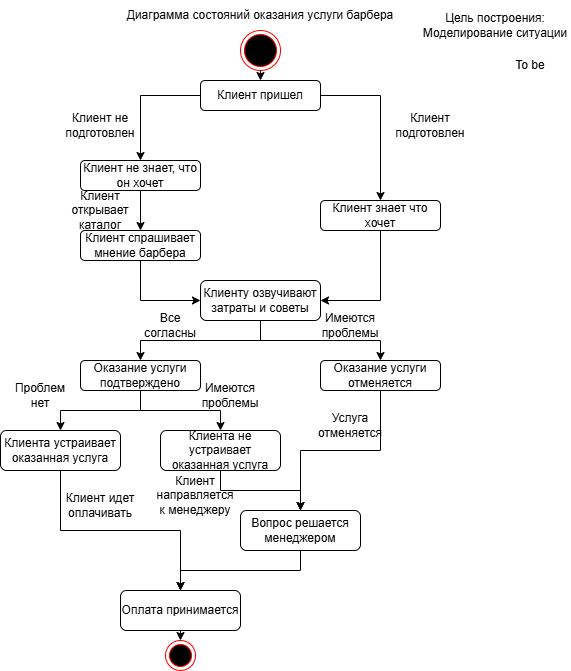 Диаграмма состояний оказания услуги барбера
Цель построения:
Моделирование ситуации
To be
Клиент пришел
Клиент не
подготовлен
Клиент
подготовлен
Клиент не знает, что
он хочет
Клиент
открывает
каталог
Клиент знает что
хочет
Клиент спрашивает
мнение барбера
Клиенту озвучивают
затраты и советы
Все
согласны
Имеются
проблемы
Оказание услуги
подтверждено
Оказание услуги
отменяется
Проблем
нет
Имеются
проблемы
Услуга
отменяется
Клиента устраивает
оказанная услуга
Клиента не
устраивает
оказанная услуга
Клиент идет
оплачивать
Клиент
направляется
к менеджеру
Вопрос решается
менеджером
Оплата принимается